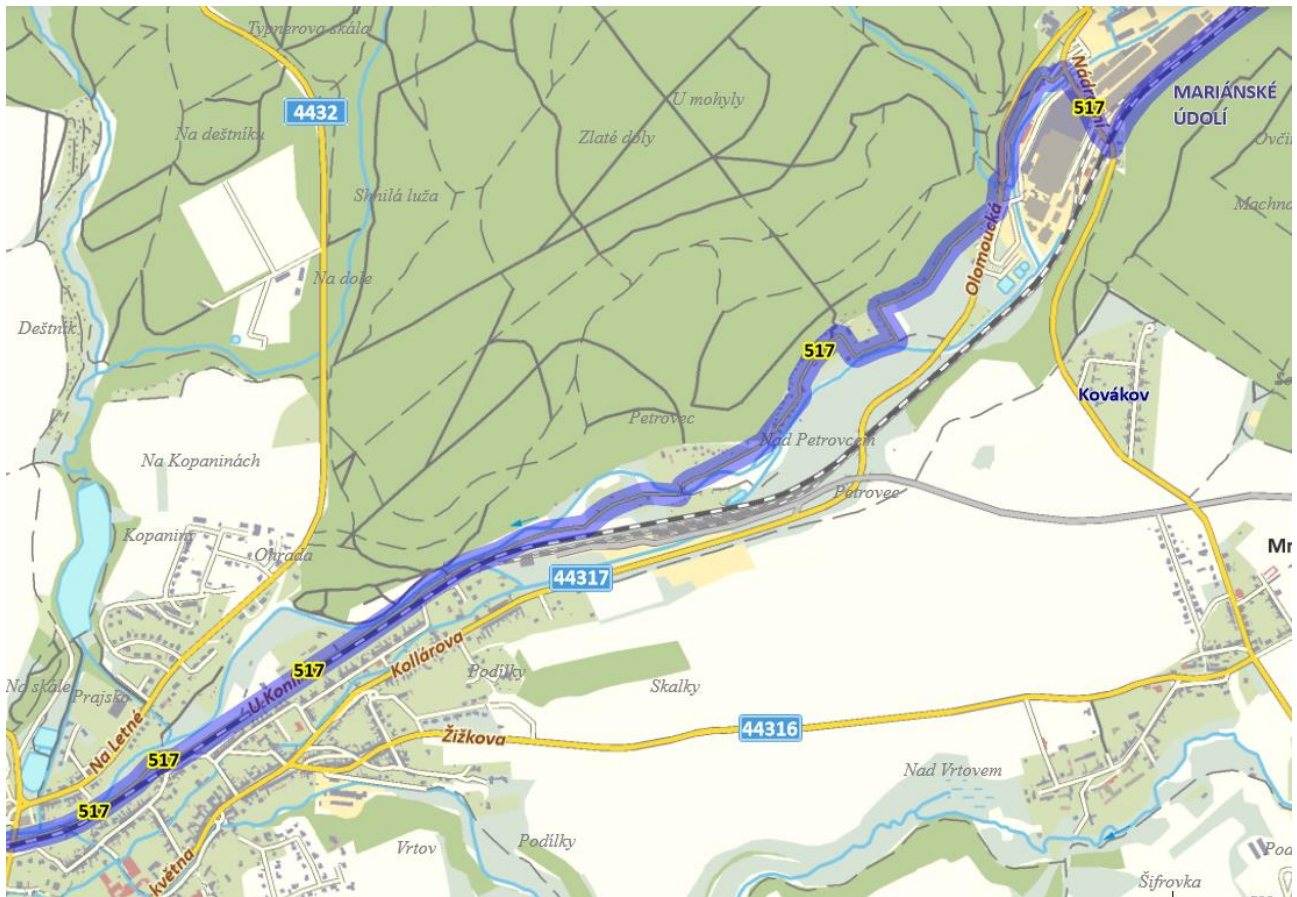 Typnerova skála
4432
U mohyly
Nádražní
517
MARIÁNSKÉ
ÚDOLÍ
Na deštníku
Zlaté doly
Shnilá luža
Olomoucká
Na dole
Deštník
517
Kovákov
Petrovec
Nad Petrovcem
Na Kopaninách
Petrovec
Kopaniny
Ohrada
44317
Kollárova
517
Podílky
Skalky
Na skále
Prajsko
Na Letné
44316
Žižkova
517
Nad Vrtovem
517
Vrtov
Podílky
května
Šifrovka